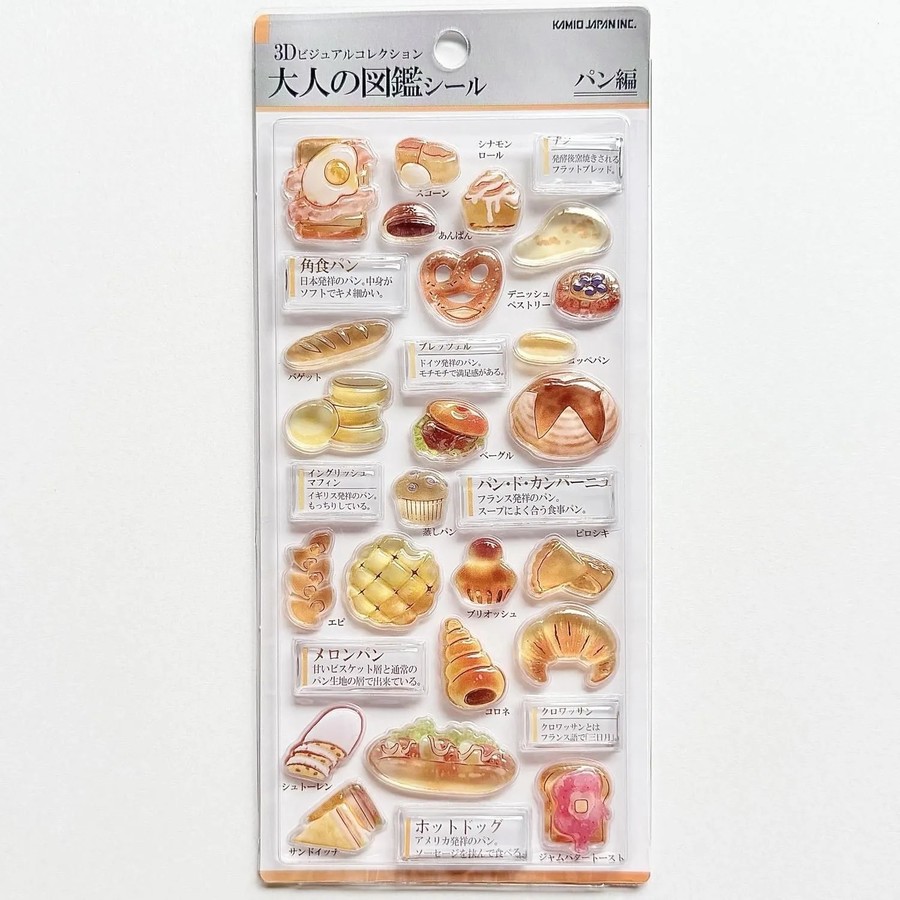 KAMIO JAPAN INC.
3Dビジュアルコレクション
大人の図鑑シール
パン編
シナモン
ロール
発酵後窯焼きされる
フラットブレッド。
スコーン
あんぱん
角食パン
日本発祥のパン。中身が
ソフトでキメ細かい。
デニッシュ
ペストリー
プレッツェル
ドイツ発祥のパン。
モチモチで満足感がある。
コッペパン
バゲット
ベーグル
イングリッシュ
マフィン
イギリス発祥のパン。
もっちりしている。
パン・ド・カンパーニュ
フランス発祥のパン。
スープによく合う食事パン。
蒸しパン
ピロシキ
エピ
ブリオッシュ
メロンパン
甘いビスケット層と通常の
パン生地の層で出来ている。
コロネ
クロワッサン
クロワッサンとは
フランス語で「三日月」
シュトーレン
サンドイッチ
ホットドッグ
アメリカ発祥のパン。
ソーセージを挟んで食べる。
ジャムバタートースト